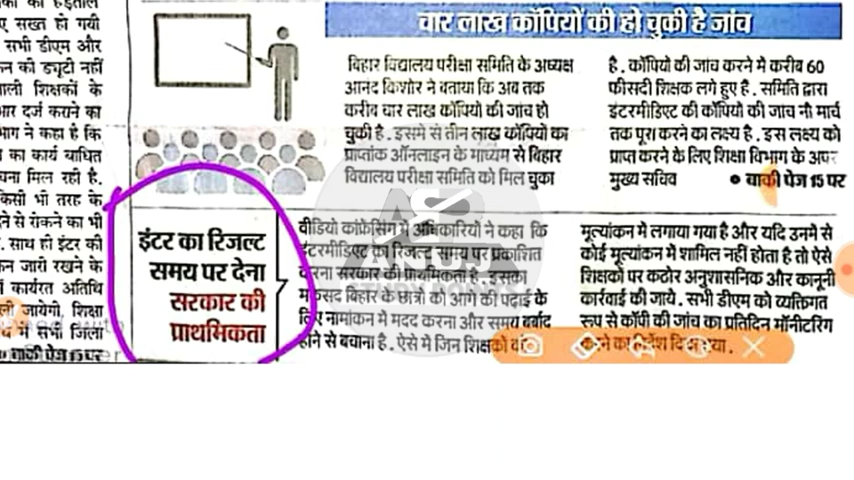 सख्त हो गयी
सभी डीएम और
की ड्यूटी नहीं
शिक्षकों के
दर्ज कराने का
ने कहा है कि
का कार्य बाधित
मिल रही है.
किसी भी तरह के
से रोकने का भी
. साथ ही इंटर की
जारी रखने के
कार्यरत अतिथि
जायेगी. शिक्षा
में सभी जिला
चार लाख कॉपियों की हो चुकी है जांच
बिहार विद्यालय परीक्षा समिति के अध्यक्ष
आनंद किशोर ने बताया कि अब तक
करीब चार लाख कॉपियों की जांच हो
चुकी है. इसमे से तीन लाख कॉपियों का
प्राप्तांक ऑनलाइन के माध्यम से बिहार
विद्यालय परीक्षा समिति को मिल चुका
है. कॉपियों की जांच करने में करीब 60
फीसदी शिक्षक लगे हुए है. समिति द्वारा
इंटरमीडिएट की कॉपियों की जांच नौ मार्च
तक पूरा करने का लक्ष्य है. इस लक्ष्य को
प्राप्त करने के लिए शिक्षा विभाग के अपर
मुख्य सचिव • बाकी पेज 15 पर
इंटर का रिजल्ट
समय पर देना
सरकार की
प्राथमिकता
वीडियो कांफ्रेसिंग में अधिकारियों ने कहा कि
इंटरमीडिएट का रिजल्ट समय पर प्रकाशित
करना सरकार की प्राथमिकता है. इसका
मकसद बिहार के छात्रों को आगे की पढ़ाई के
लिए नामांकन में मदद करना और समय बर्बाद
होने से बचाना है. ऐसे में जिन शिक्षकों को
मूल्यांकन में लगाया गया है और यदि उनमें से
कोई मूल्यांकन में शामिल नहीं होता है तो ऐसे
शिक्षकों पर कठोर अनुशासनिक और कानूनी
कार्रवाई की जाये. सभी डीएम को व्यक्तिगत
रूप से कॉपी की जांच का प्रतिदिन मॉनीटरिंग
करने का निर्देश दिया गया.
STUDY POINTS